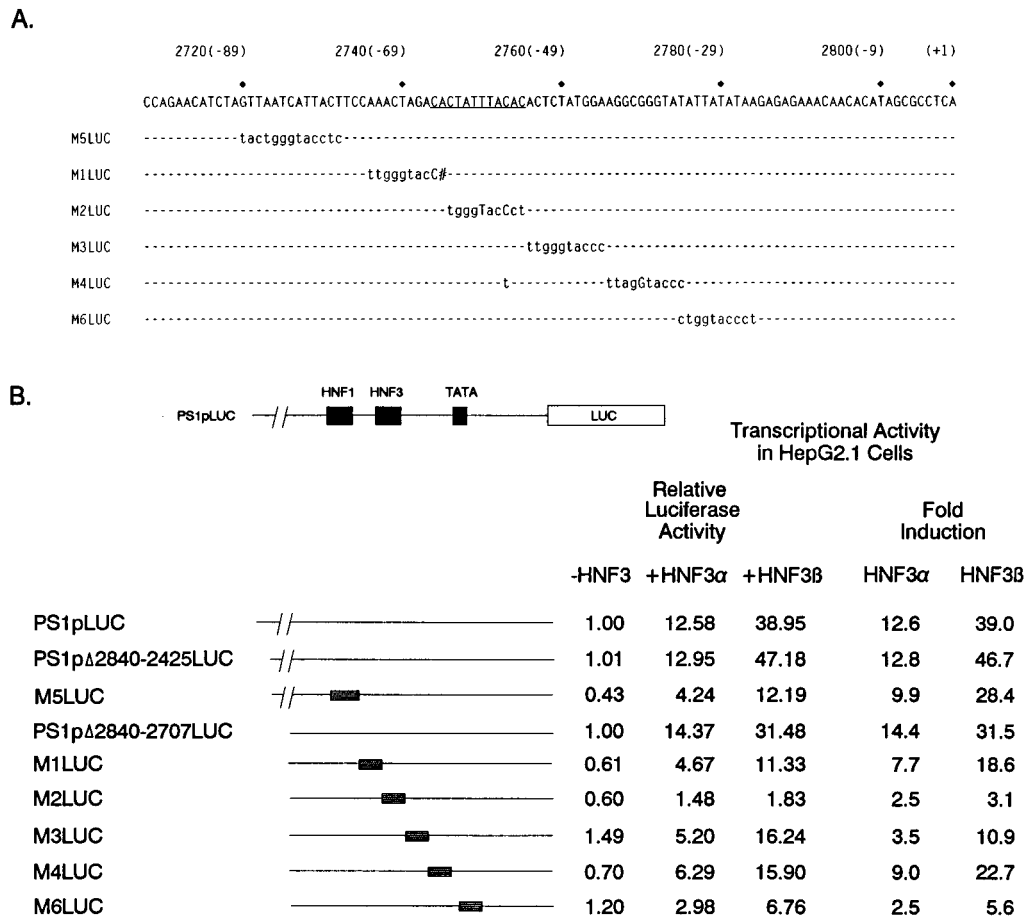 A.
2720(-89) 2740(-69) 2760(-49) 2780(-29) 2800(-9) (+1)
CCAGAACATCTAGTTAATCATTACTTCCAAACTAGACACTATTTACACACTCTATGGAAGGCGGGTATATTATATAAGAGAGAAACAACACATAGCGCCTCA
M5LUC ------------tactgggtacctc-----------------------------------------------------------------------------
M1LUC ----------------------------ttgggtacC#----------------------------------------------------------------
M2LUC --------------------------------------tgggTacCct------------------------------------------------------
M3LUC ------------------------------------------------ttgggtaccc--------------------------------------------
M4LUC ---------------------------------------------t------------ttagGtaccc----------------------------------
M6LUC -------------------------------------------------------------------ctggtaccct-------------------------
B.
HNF1 HNF3 TATA
PS1pLUC LUC
Transcriptional Activity
in HepG2.1 Cells
Relative
Luciferase
Activity
Fold
Induction
-HNF3 +HNF3α +HNF3ß HNF3α HNF3ß
PS1pLUC 1.00 12.58 38.95 12.6 39.0
PS1pΔ2840-2425LUC 1.01 12.95 47.18 12.8 46.7
M5LUC 0.43 4.24 12.19 9.9 28.4
PS1pΔ2840-2707LUC 1.00 14.37 31.48 14.4 31.5
M1LUC 0.61 4.67 11.33 7.7 18.6
M2LUC 0.60 1.48 1.83 2.5 3.1
M3LUC 1.49 5.20 16.24 3.5 10.9
M4LUC 0.70 6.29 15.90 9.0 22.7
M6LUC 1.20 2.98 6.76 2.5 5.6